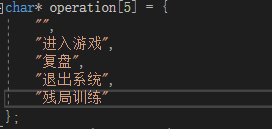 char* operation[5] = {
"",
"进入游戏",
"复盘",
"退出系统",
"残局训练"
};